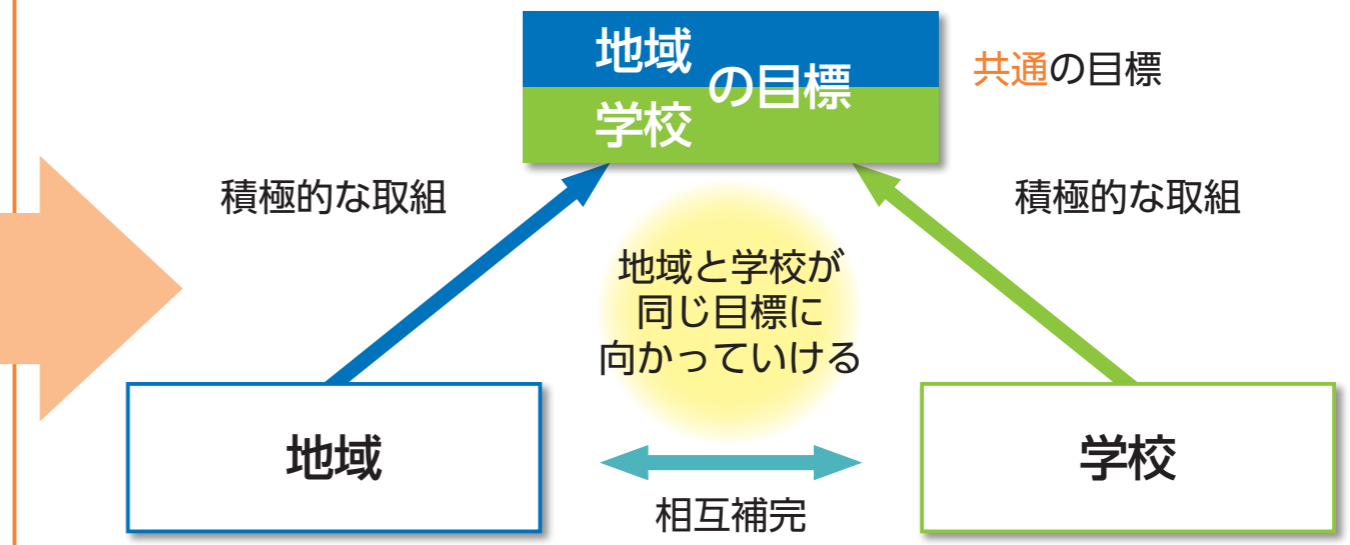 地域
学校
の目標
共通の目標
積極的な取組
積極的な取組
地域と学校が
同じ目標に
向かっていける
地域
学校
相互補完